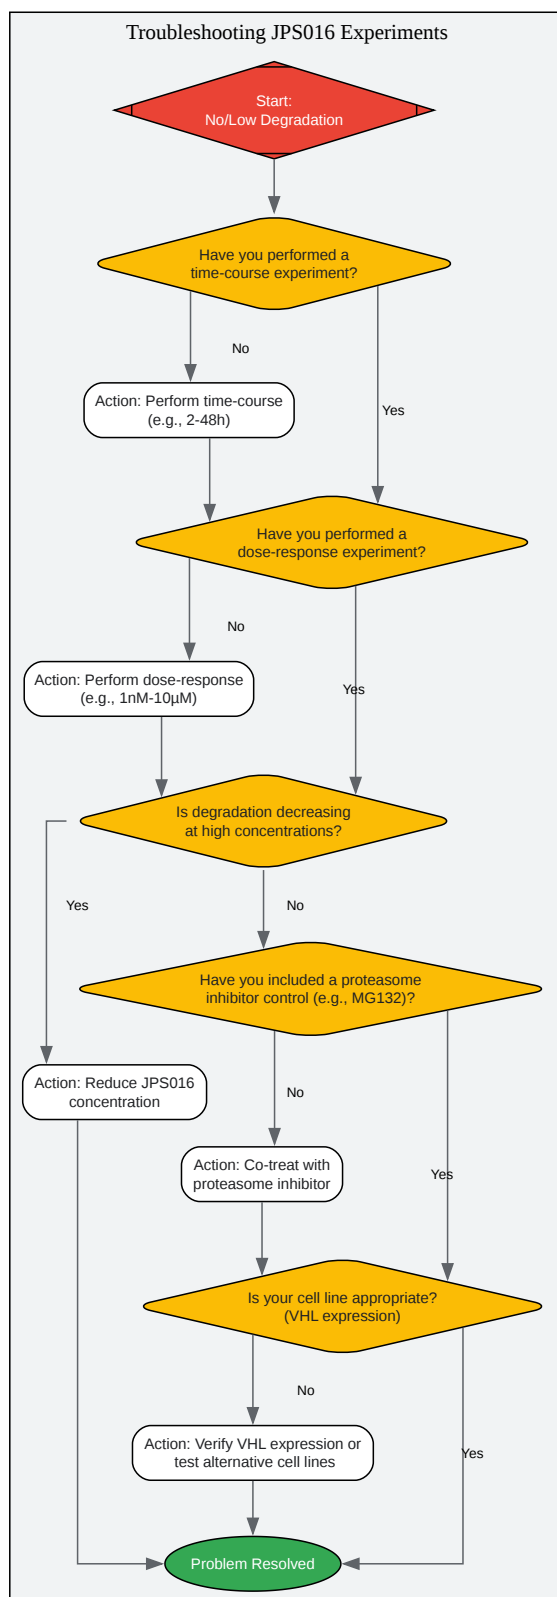 Troubleshooting JPS016 Experiments
Start:
No/Low Degradation
Have you performed a
time-course experiment?
No
Yes
Action: Perform time-course
(e.g., 2-48h)
Have you performed a
dose-response experiment?
No
Yes
Action: Perform dose-response
(e.g., 1nM-10µM)
Is degradation decreasing
at high concentrations?
Yes
No
Have you included a proteasome
inhibitor control (e.g., MG132)?
Action: Reduce JPS016
concentration
No
Yes
Action: Co-treat with
proteasome inhibitor
Is your cell line appropriate?
(VHL expression)
No
Yes
Action: Verify VHL expression or
test alternative cell lines
Problem Resolved